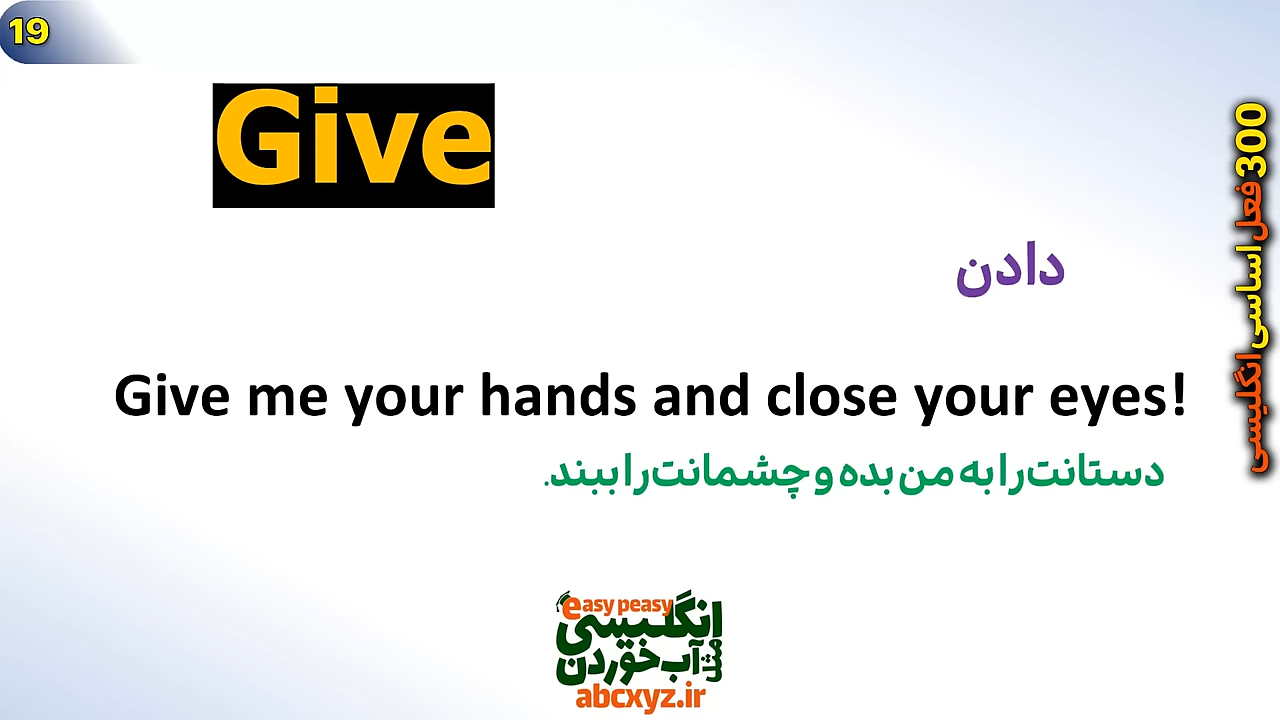 19
Give
دادن
Give me your hands and close your eyes!
دستانت را به من بده و چشمانت را ببند.
300 فعل اساسی انگلیسی
easy peasy
انگلیسی
مثل آب خوردن
abcxyz.ir